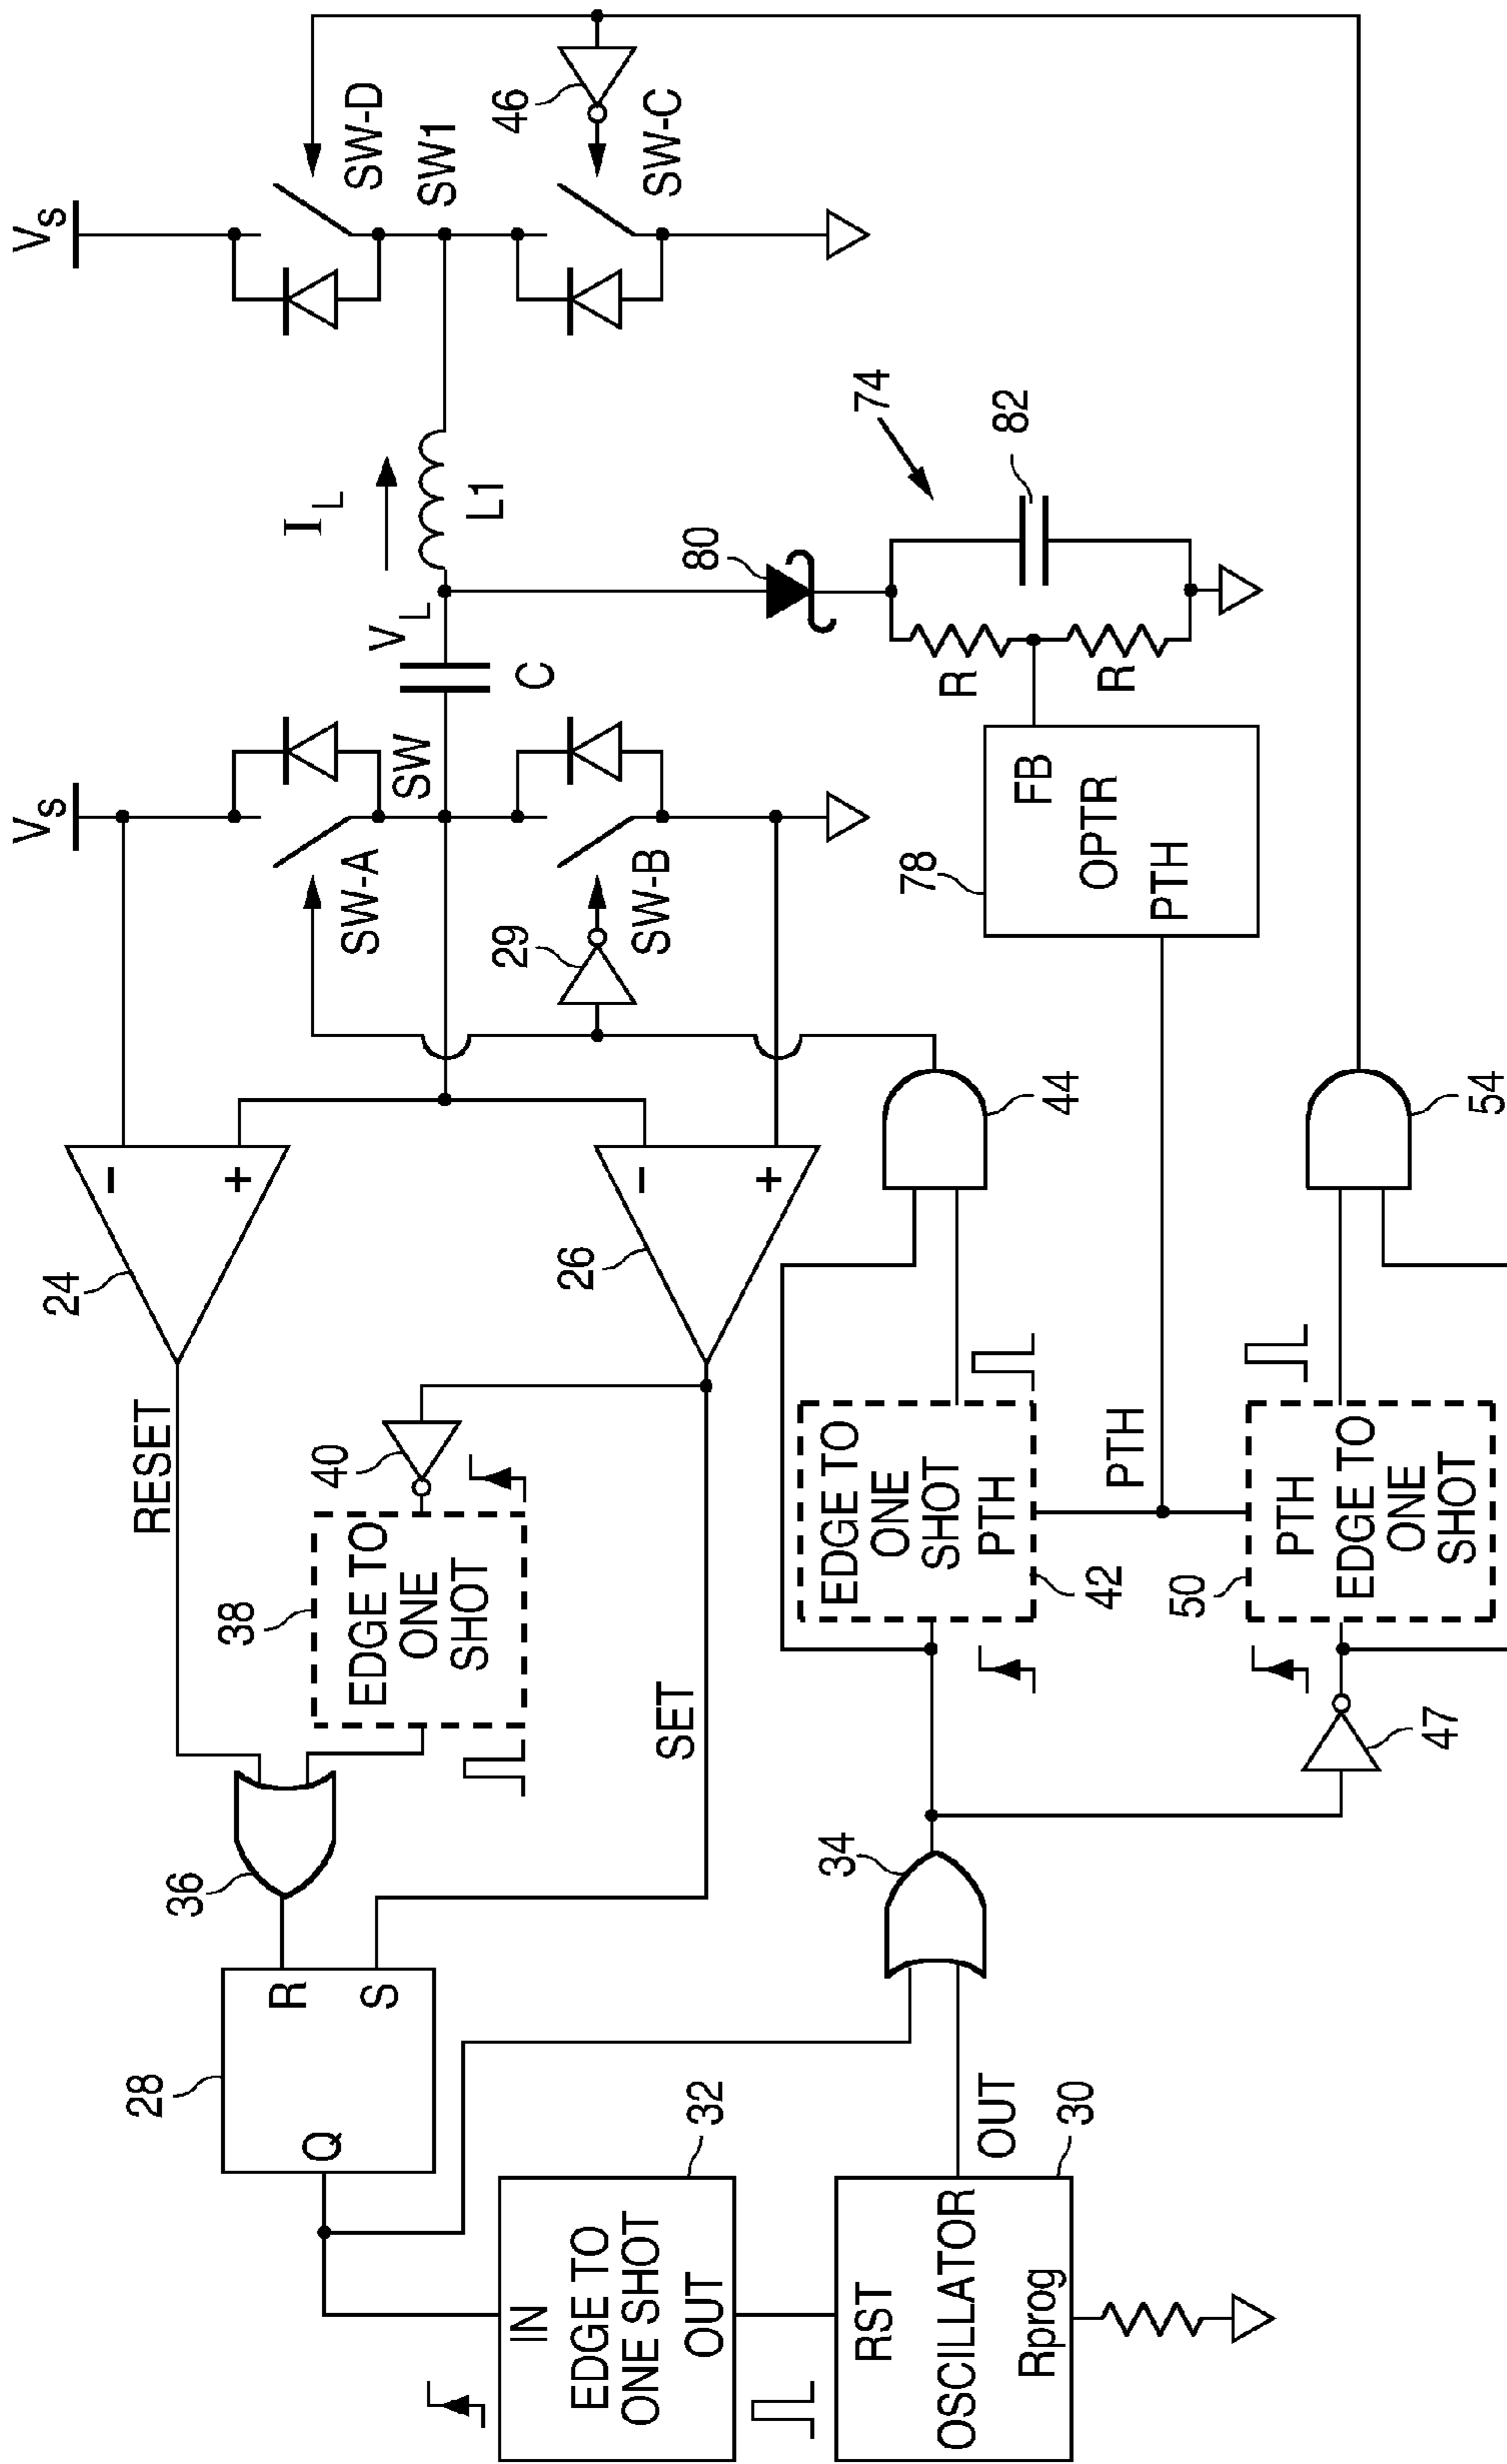 28
Q
R
S
36
RESET
24
−
+
Vs
SW-A
SW
SW-B
29
Vs
SW-D
SW1
SW-C
46
38
EDGE TO
ONE
SHOT
40
SET
26
−
+
C
VL
IL
L1
80
74
82
R
R
32
IN
EDGE TO
ONE SHOT
OUT
RST
OSCILLATOR
Rprog
OUT
30
34
EDGE TO
ONE
SHOT
PTH
42
44
PTH
78
FB
OPTR
PTH
47
50
PTH
EDGE TO
ONE
SHOT
54